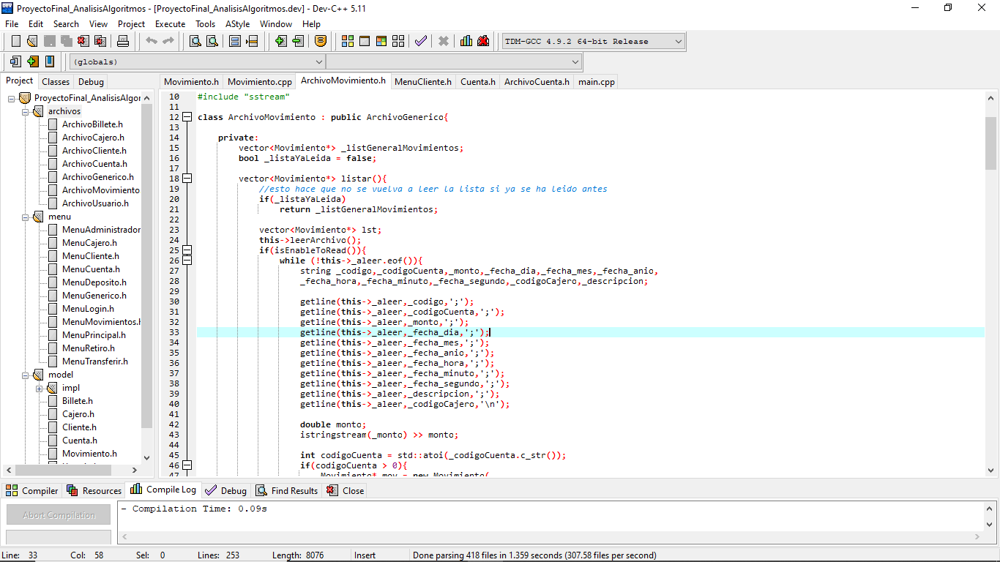 ProyectoFinal_AnalisisAlgoritmos - [ProyectoFinal_AnalisisAlgoritmos.dev] - Dev-C++ 5.11
File Edit Search View Project Execute Tools AStyle Window Help
TDM-GCC 4.9.2 64-bit Release
(globals)
Project Classes Debug
Movimiento.h Movimiento.cpp ArchivoMovimiento.h MenuCliente.h Cuenta.h ArchivoCuenta.h main.cpp
ProyectoFinal_AnalisisAlgor
archivos
ArchivoBillete.h
ArchivoCajero.h
ArchivoCliente.h
ArchivoCuenta.h
ArchivoGenerico.h
ArchivoMovimiento
ArchivoUsuario.h
menu
MenuAdministrador
MenuCajero.h
MenuCliente.h
MenuCuenta.h
MenuDeposito.h
MenuGenerico.h
MenuLogin.h
MenuMovimientos.h
MenuPrincipal.h
MenuRetiro.h
MenuTransferir.h
model
impl
Billete.h
Cajero.h
Cliente.h
Cuenta.h
Movimiento.h
10 #include "sstream"
11
12 class ArchivoMovimiento : public ArchivoGenerico{
13
14 private:
15 vector<Movimiento*> _listGeneralMovimientos;
16 bool _listaYaLeida = false;
17
18 vector<Movimiento*> listar(){
19 //esto hace que no se vuelva a leer la lista si ya se ha leido antes
20 if(_listaYaLeida)
21 return _listGeneralMovimientos;
22
23 vector<Movimiento*> lst;
24 this->leerArchivo();
25 if(isEnableToRead()){
26 while (!this->_aleer.eof()){
27 string _codigo,_codigoCuenta,_monto,_fecha_dia,_fecha_mes,_fecha_anio,
28 _fecha_hora,_fecha_minuto,_fecha_segundo,_codigoCajero,_descripcion;
29
30 getline(this->_aleer,_codigo,';');
31 getline(this->_aleer,_codigoCuenta,';');
32 getline(this->_aleer,_monto,';');
33 getline(this->_aleer,_fecha_dia,';');
34 getline(this->_aleer,_fecha_mes,';');
35 getline(this->_aleer,_fecha_anio,';');
36 getline(this->_aleer,_fecha_hora,';');
37 getline(this->_aleer,_fecha_minuto,';');
38 getline(this->_aleer,_fecha_segundo,';');
39 getline(this->_aleer,_descripcion,';');
40 getline(this->_aleer,_codigoCajero,'\n');
41
42 double monto;
43 istringstream(_monto) >> monto;
44
45 int codigoCuenta = std::atoi(_codigoCuenta.c_str());
46 if(codigoCuenta > 0){
47 Movimiento* mov = new Movimiento(
Compiler Resources Compile Log Debug Find Results Close
Abort Compilation
- Compilation Time: 0.09s
Line: 33 Col: 58 Sel: 0 Lines: 253 Length: 8076 Insert Done parsing 418 files in 1.359 seconds (307.58 files per second)